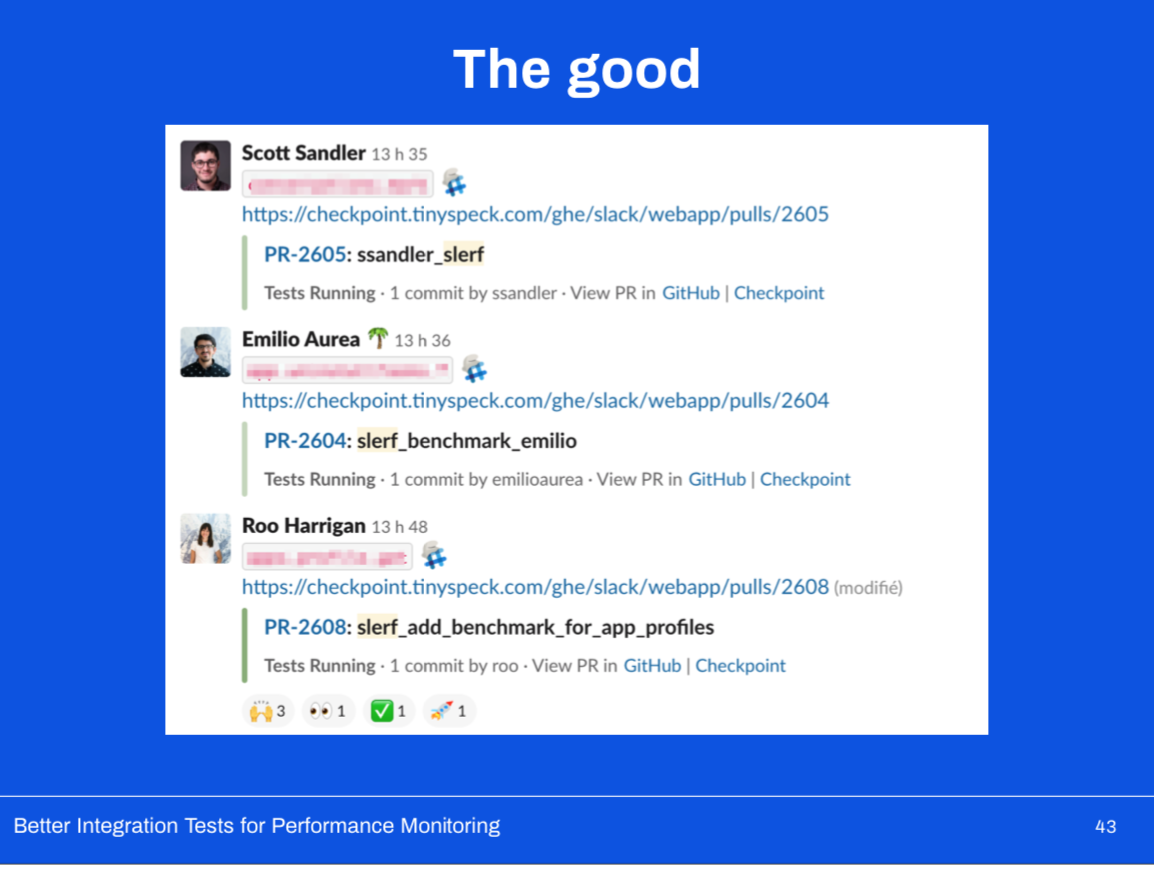 The good
Scott Sandler 13 h 35
https://checkpoint.tinyspeck.com/ghe/slack/webapp/pulls/2605
PR-2605: ssandler_slerf
Tests Running · 1 commit by ssandler · View PR in GitHub | Checkpoint
Emilio Aurea 13 h 36
https://checkpoint.tinyspeck.com/ghe/slack/webapp/pulls/2604
PR-2604: slerf_benchmark_emilio
Tests Running · 1 commit by emilioaurea · View PR in GitHub | Checkpoint
Roo Harrigan 13 h 48
https://checkpoint.tinyspeck.com/ghe/slack/webapp/pulls/2608 (modifié)
PR-2608: slerf_add_benchmark_for_app_profiles
Tests Running · 1 commit by roo · View PR in GitHub | Checkpoint
3 1 1 1
Better Integration Tests for Performance Monitoring 43